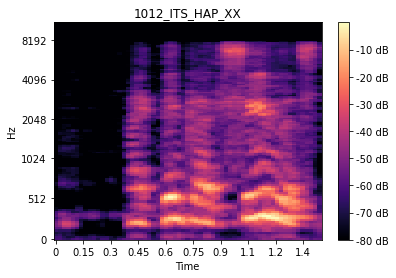 1012_ITS_HAP_XX
Hz
8192
4096
2048
1024
512
0
0 0.15 0.3 0.45 0.6 0.75 0.9 1.1 1.2 1.4
Time
-10 dB
-20 dB
-30 dB
-40 dB
-50 dB
-60 dB
-70 dB
-80 dB